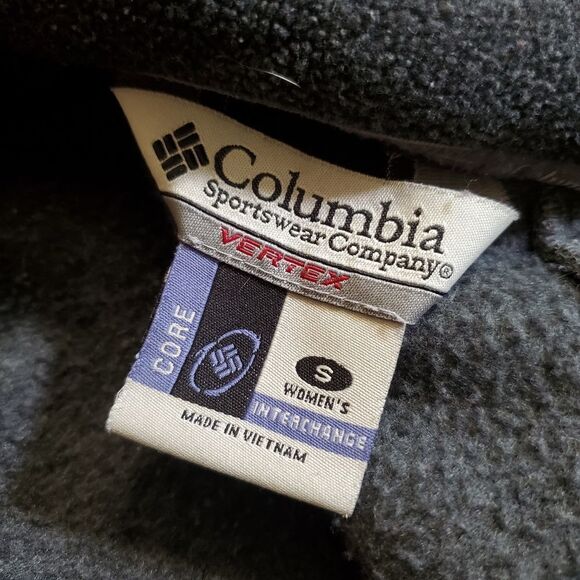 Columbia
Sportswear Company®
VERTEX
CORE
S
WOMEN'S
INTERCHANGE
MADE IN VIETNAM